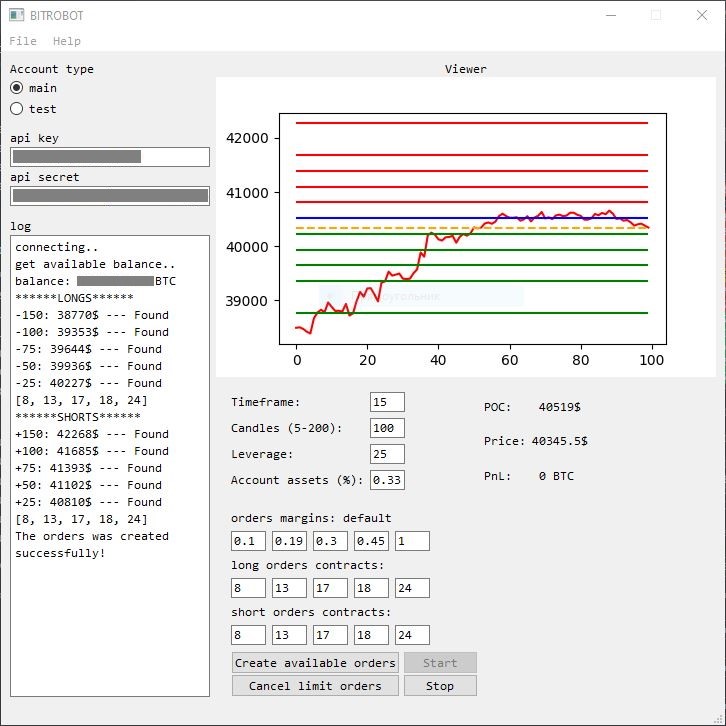 BITROBOT
File Help
Account type
main
test
api key
api secret
log
connecting..
get available balance..
balance: BTC
******LONGS******
-150: 38770$ --- Found
-100: 39353$ --- Found
-75: 39644$ --- Found
-50: 39936$ --- Found
-25: 40227$ --- Found
[8, 13, 17, 18, 24]
******SHORTS******
+150: 42268$ --- Found
+100: 41685$ --- Found
+75: 41393$ --- Found
+50: 41102$ --- Found
+25: 40810$ --- Found
[8, 13, 17, 18, 24]
The orders was created
successfully!
Viewer
42000
41000
40000
39000
0 20 40 60 80 100
Timeframe: 15
Candles (5-200): 100
Leverage: 25
Account assets (%): 0.33
POC: 40519$
Price: 40345.5$
PnL: 0 BTC
orders margins: default
0.1 0.19 0.3 0.45 1
long orders contracts:
8 13 17 18 24
short orders contracts:
8 13 17 18 24
Create available orders Start
Cancel limit orders Stop